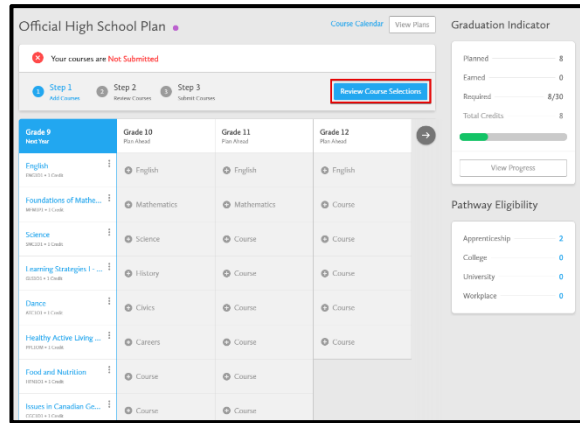 Official High School Plan
Course Calendar
View Plans
Your courses are Not Submitted
1 Step 1 Add Courses
2 Step 2 Review Courses
3 Step 3 Submit Courses
Review Course Selections
Grade 9 Grade 10 Grade 11 Grade 12
Next Year Plan Ahead Plan Ahead Plan Ahead
English English English English
Foundations of Mathe... Mathematics Mathematics Course
Science Science Course Course
Learning Strategies I - ... History Course Course
Dance Civics Course Course
Healthy Active Living ... Careers Course Course
Food and Nutrition Course Course
Issues in Canadian Ge... Course Course
Graduation Indicator
Planned 8
Earned 0
Required 8/30
Total Credits 8
View Progress
Pathway Eligibility
Apprenticeship 2
College 0
University 0
Workplace 0